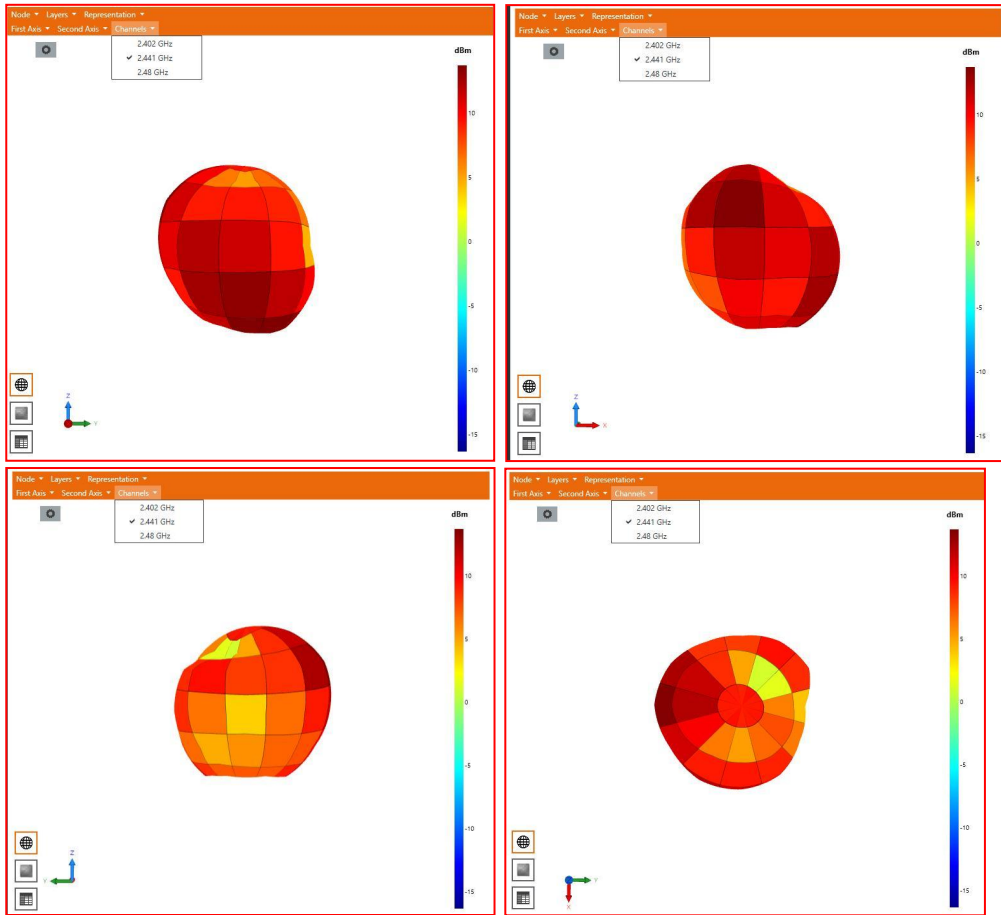 Node Layers Representation
First Axis Second Axis Channels
2.402 GHz
2.441 GHz
2.48 GHz
dBm
10
5
0
-5
-10
-15
Z
Y
Node Layers Representation
First Axis Second Axis Channels
2.402 GHz
2.441 GHz
2.48 GHz
dBm
10
5
0
-5
-10
-15
Z
X
Node Layers Representation
First Axis Second Axis Channels
2.402 GHz
2.441 GHz
2.48 GHz
dBm
10
5
0
-5
-10
-15
Z
Y
Node Layers Representation
First Axis Second Axis Channels
2.402 GHz
2.441 GHz
2.48 GHz
dBm
10
5
0
-5
-10
-15
Y
X